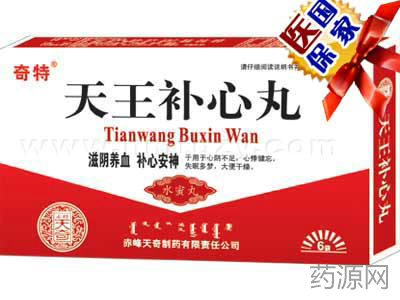 医国
保家
奇特®
请仔细阅读说明书
天王补心丸
Tianwang Buxin Wan
滋阴养血 补心安神
于用于心阴不足,心悸健忘,
失眠多梦,大便干燥。
水蜜丸
天奇
赤峰天奇制药有限责任公司
6袋
天王补心丸
药源网